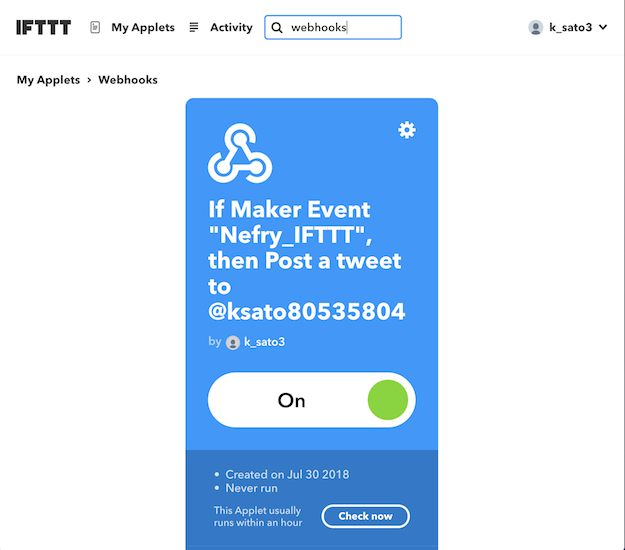 IFTTT My Applets Activity webhooks k_sato3
My Applets > Webhooks
If Maker Event
"Nefry_IFTTT",
then Post a tweet
to
@ksato80535804
by k_sato3
On
• Created on Jul 30 2018
• Never run
This Applet usually
runs within an hour
Check now